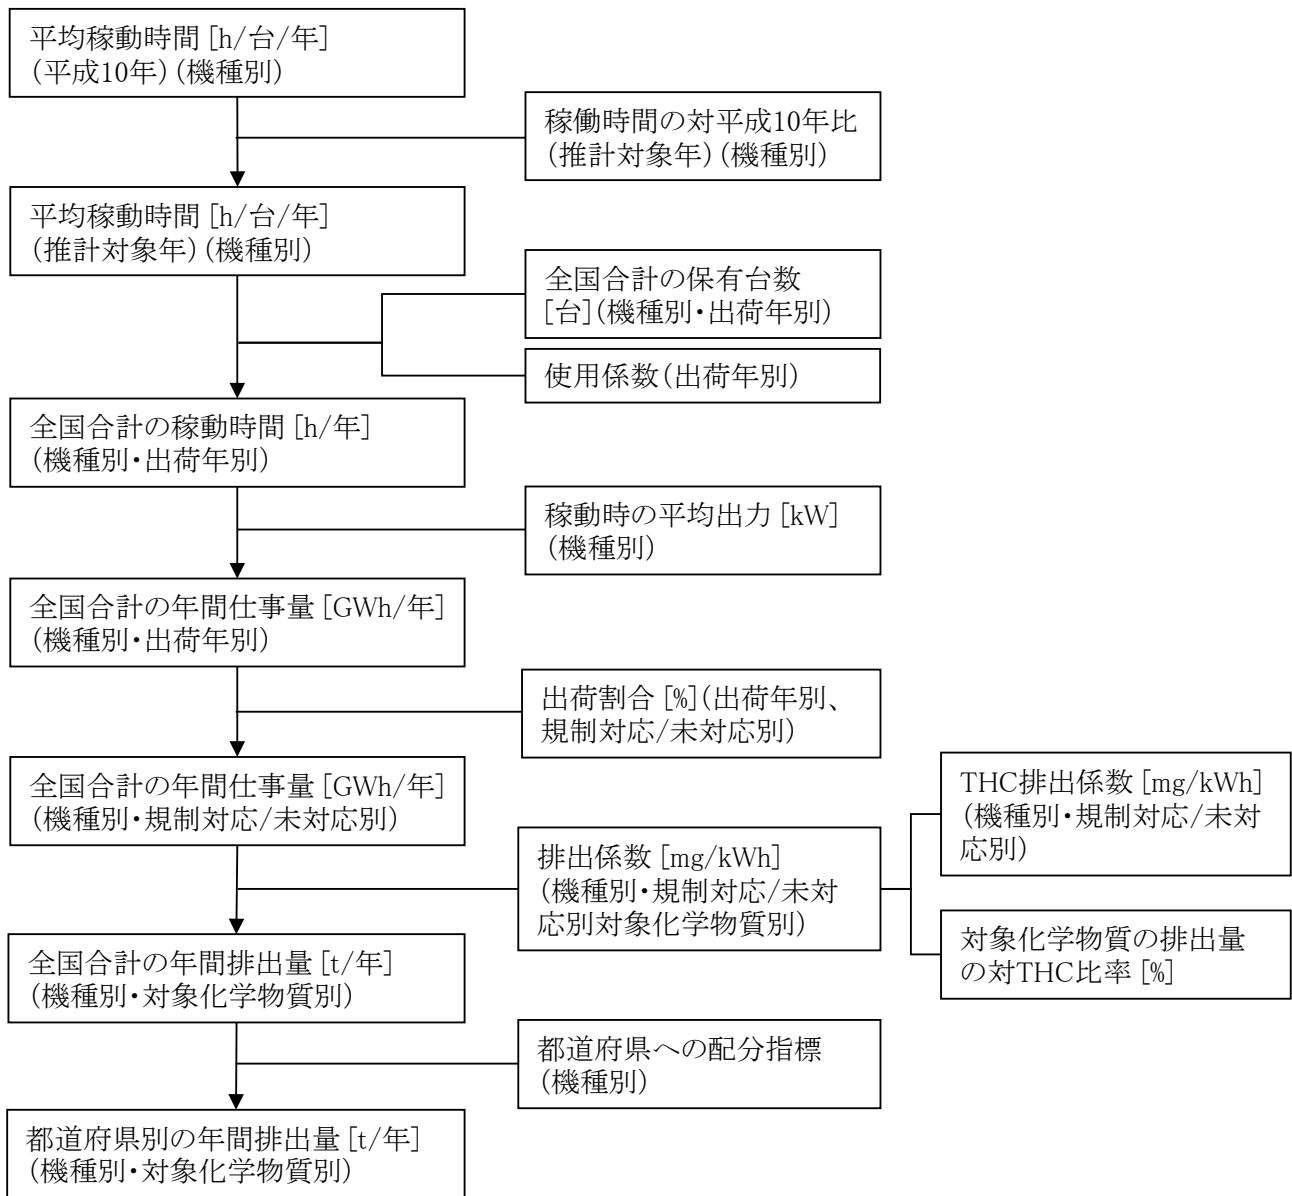 平均稼動時間[h/台/年]
(平成10年)(機種別)
稼働時間の対平成10年比
(推計対象年)(機種別)
平均稼動時間[h/台/年]
(推計対象年)(機種別)
全国合計の保有台数
[台](機種別・出荷年別)
使用係数(出荷年別)
全国合計の稼動時間[h/年]
(機種別・出荷年別)
稼動時の平均出力[kW]
(機種別)
全国合計の年間仕事量[GWh/年]
(機種別・出荷年別)
出荷割合[%](出荷年別、
規制対応/未対応別)
全国合計の年間仕事量[GWh/年]
(機種別・規制対応/未対応別)
THC排出係数[mg/kWh]
(機種別・規制対応/未対
応別)
排出係数[mg/kWh]
(機種別・規制対応/未対
応別対象化学物質別)
対象化学物質の排出量
の対THC比率[%]
全国合計の年間排出量[t/年]
(機種別・対象化学物質別)
都道府県への配分指標
(機種別)
都道府県別の年間排出量[t/年]
(機種別・対象化学物質別)